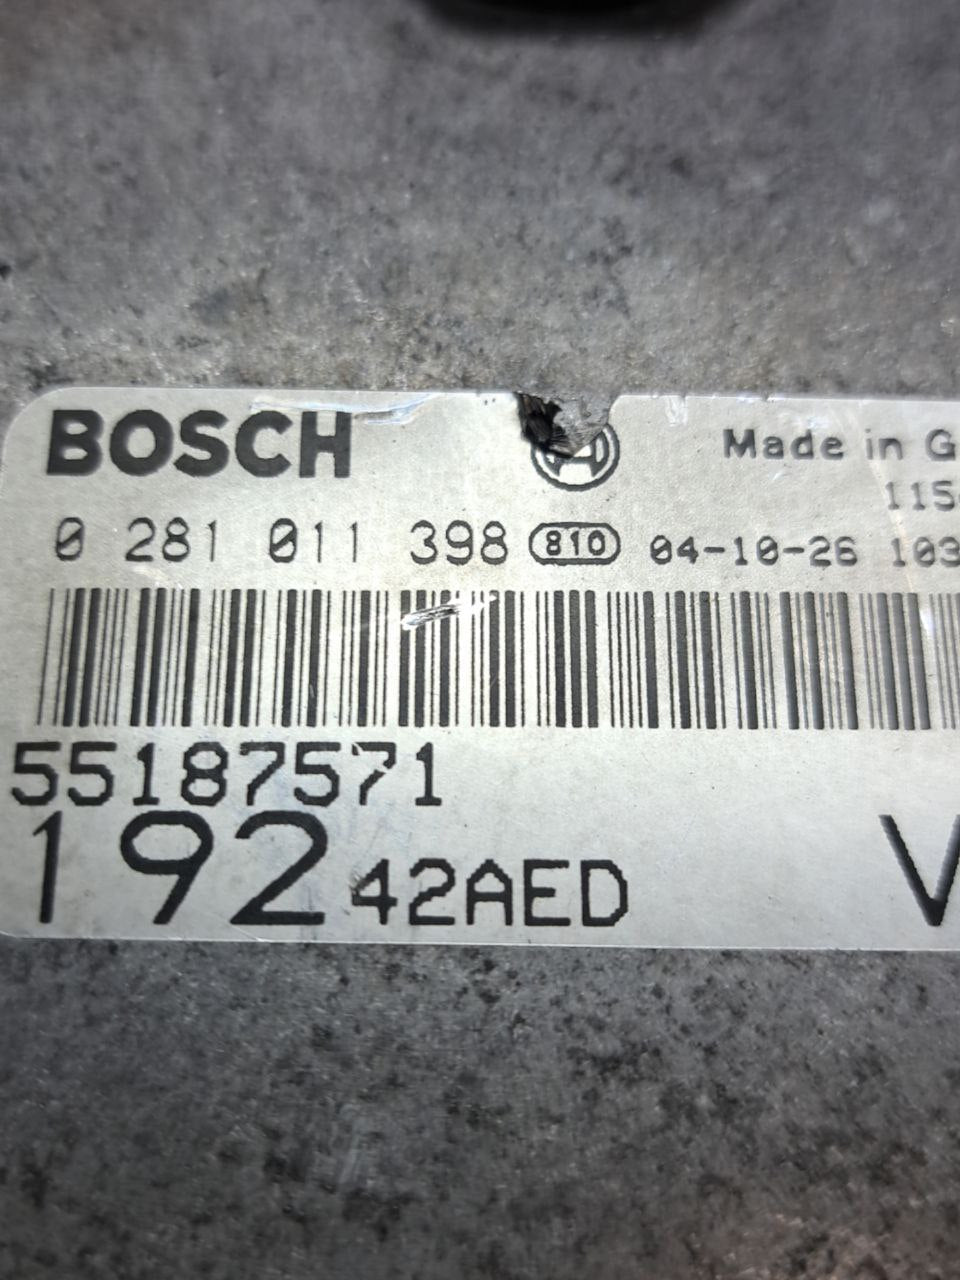 BOSCH
Made in G
115
0 281 011 398 810 04-10-26 103
55187571
192 42AED V